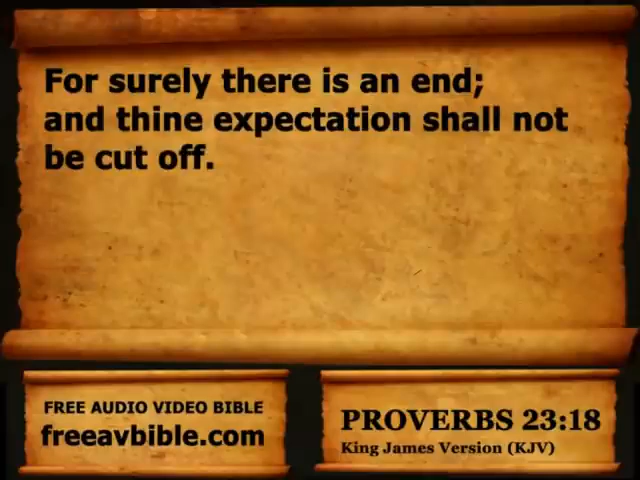 For surely there is an end;
and thine expectation shall not
be cut off.
FREE AUDIO VIDEO BIBLE
freeavbible.com
PROVERBS 23:18
King James Version (KJV)